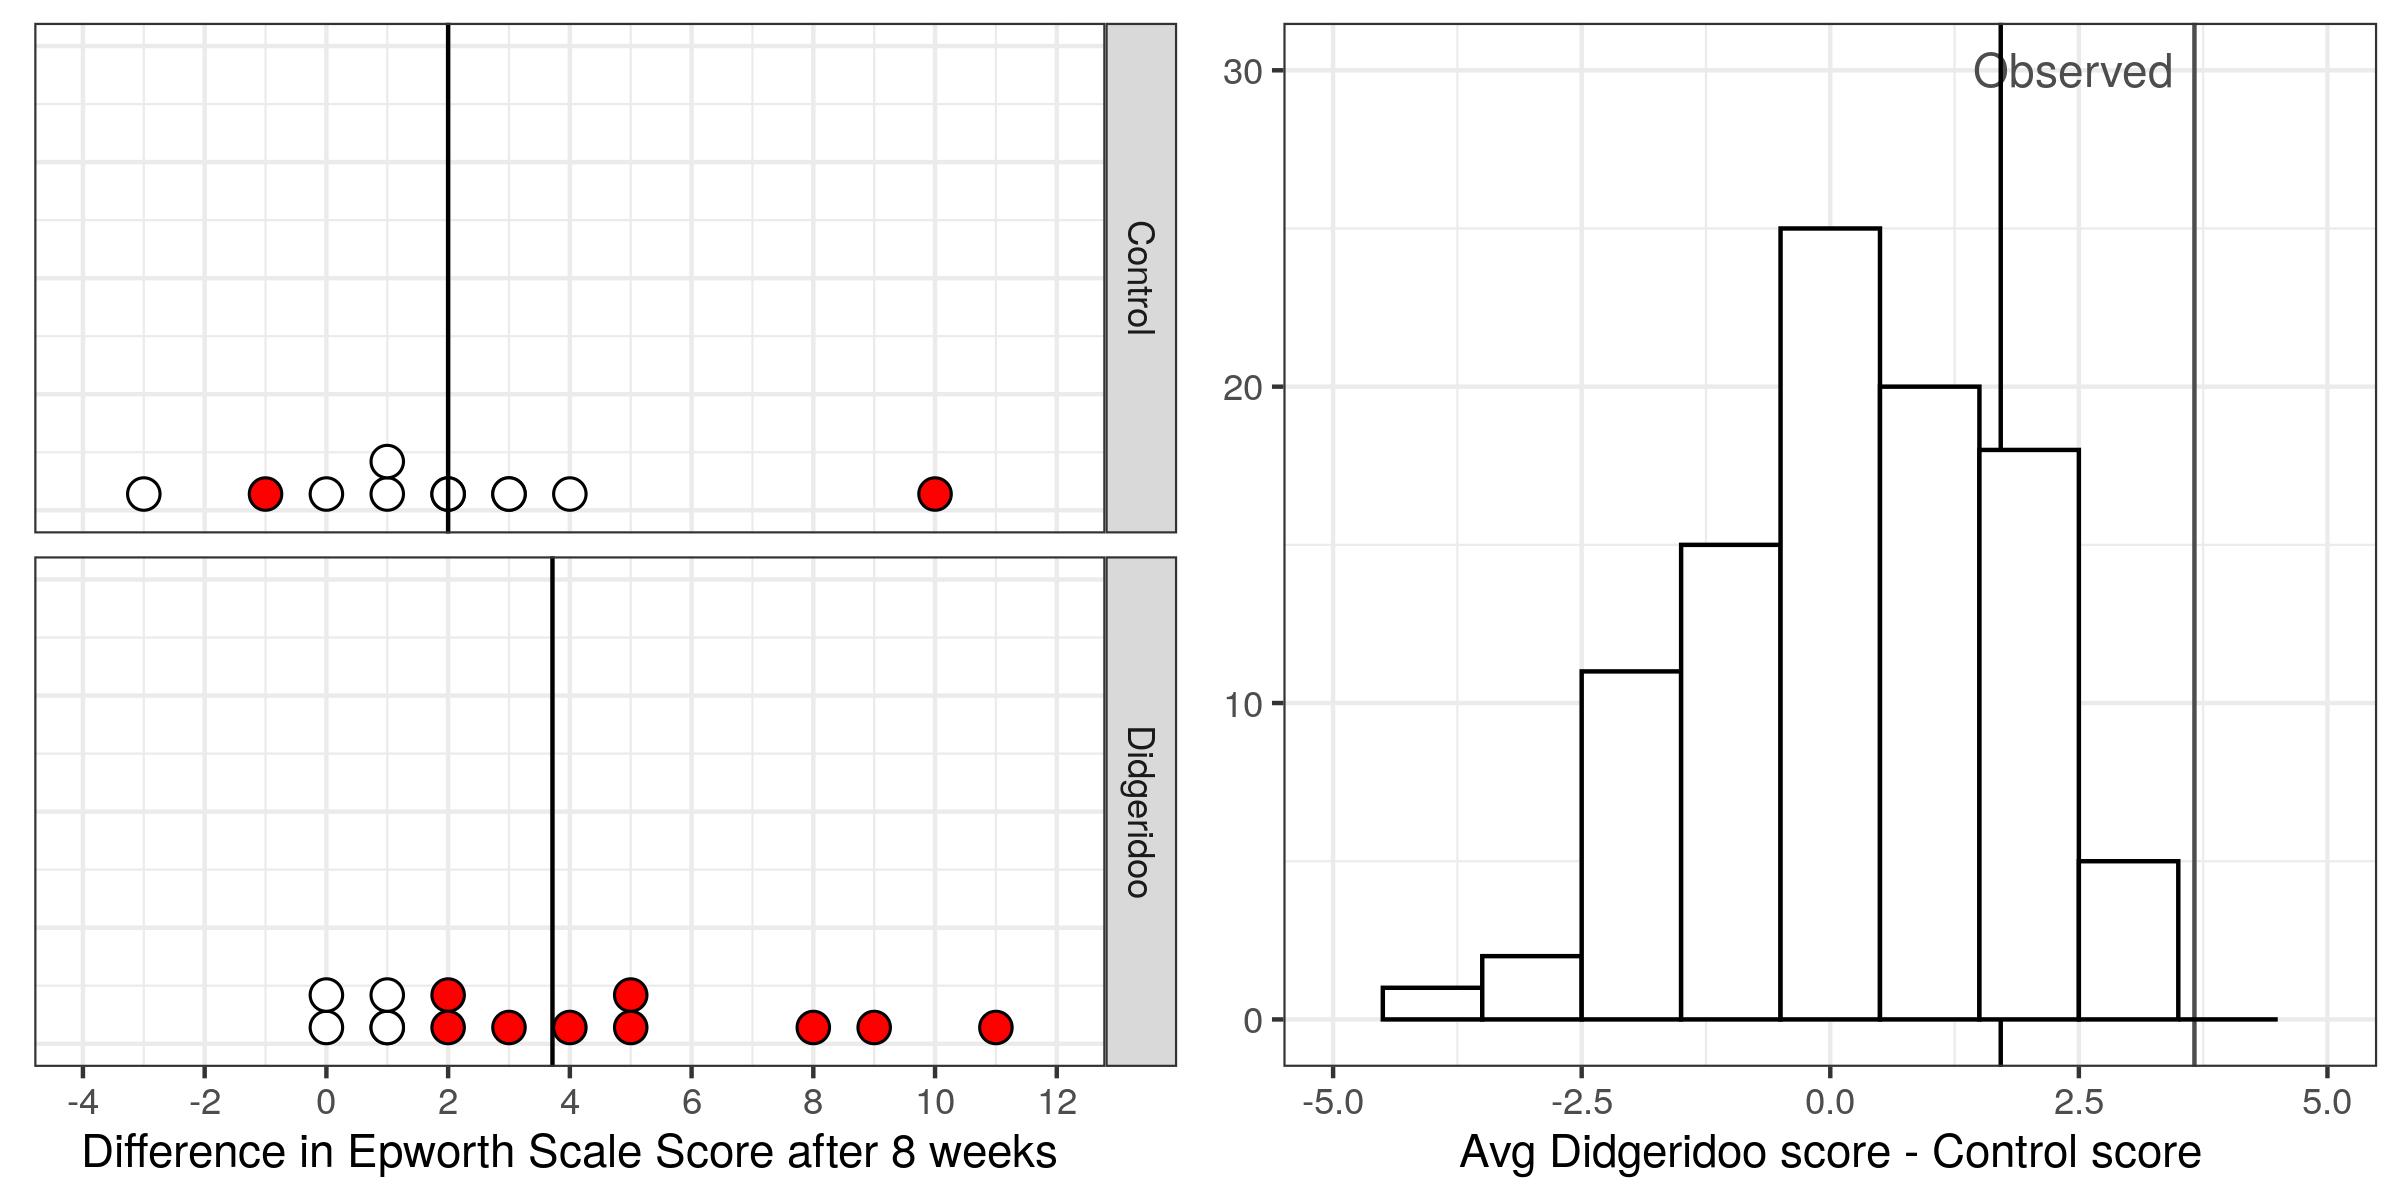 Control
Didgeridoo
-4 -2 0 2 4 6 8 10 12
Difference in Epworth Scale Score after 8 weeks
Observed
30
20
10
0
-5.0 -2.5 0.0 2.5 5.0
Avg Didgeridoo score - Control score